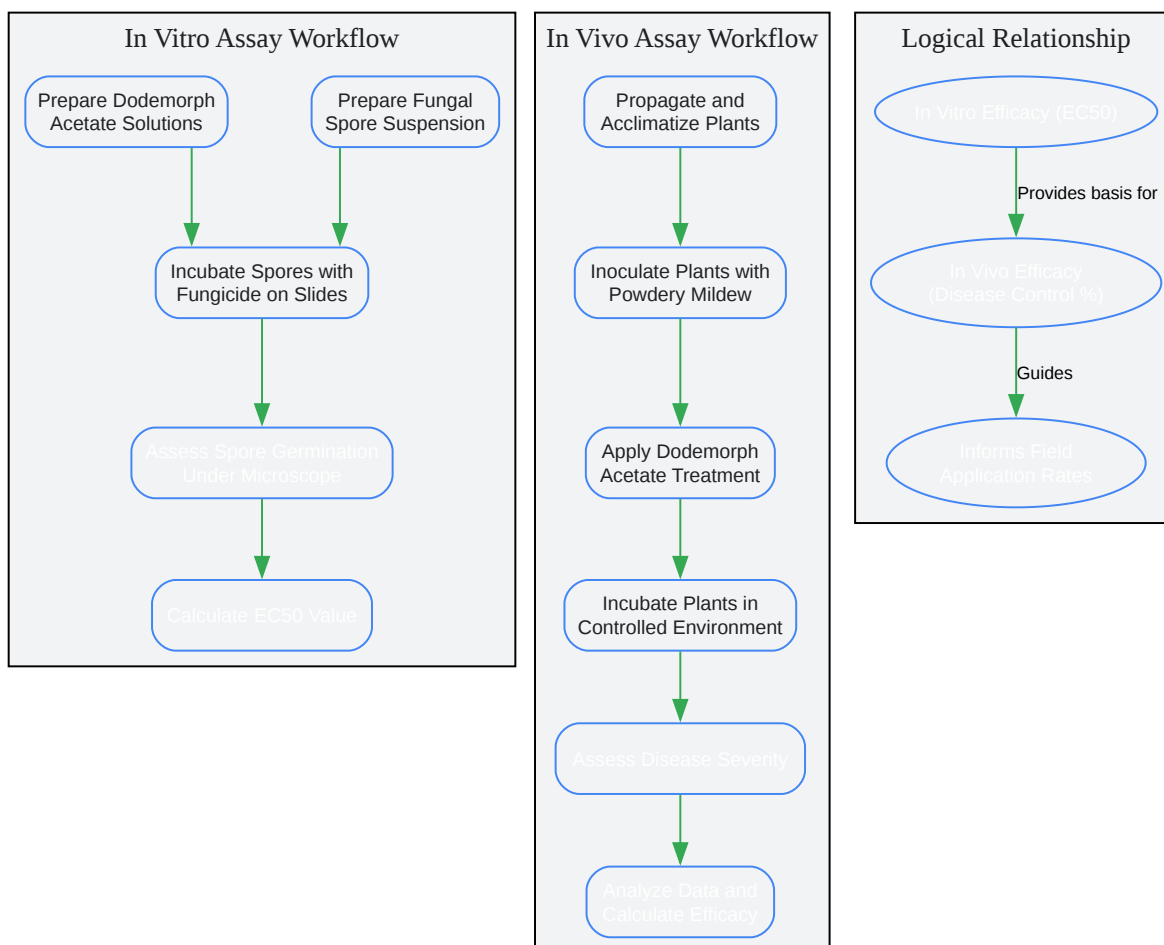 In Vitro Assay Workflow
Prepare Dodemorph
Acetate Solutions
Prepare Fungal
Spore Suspension
Incubate Spores with
Fungicide on Slides
Assess Spore Germination
Under Microscope
Calculate EC50 Value
In Vivo Assay Workflow
Propagate and
Acclimatize Plants
Inoculate Plants with
Powdery Mildew
Apply Dodemorph
Acetate Treatment
Incubate Plants in
Controlled Environment
Assess Disease Severity
Analyze Data and
Calculate Efficacy
Logical Relationship
In Vitro Efficacy (EC50)
Provides basis for
In Vivo Efficacy
(Disease Control %)
Guides
Informs Field
Application Rates